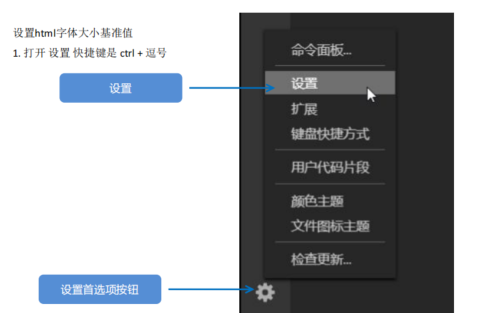 设置html字体大小基准值
1. 打开 设置 快捷键是 ctrl + 逗号
命令面板...
设置
设置
扩展
键盘快捷方式
用户代码片段
颜色主题
文件图标主题
检查更新...
设置首选项按钮